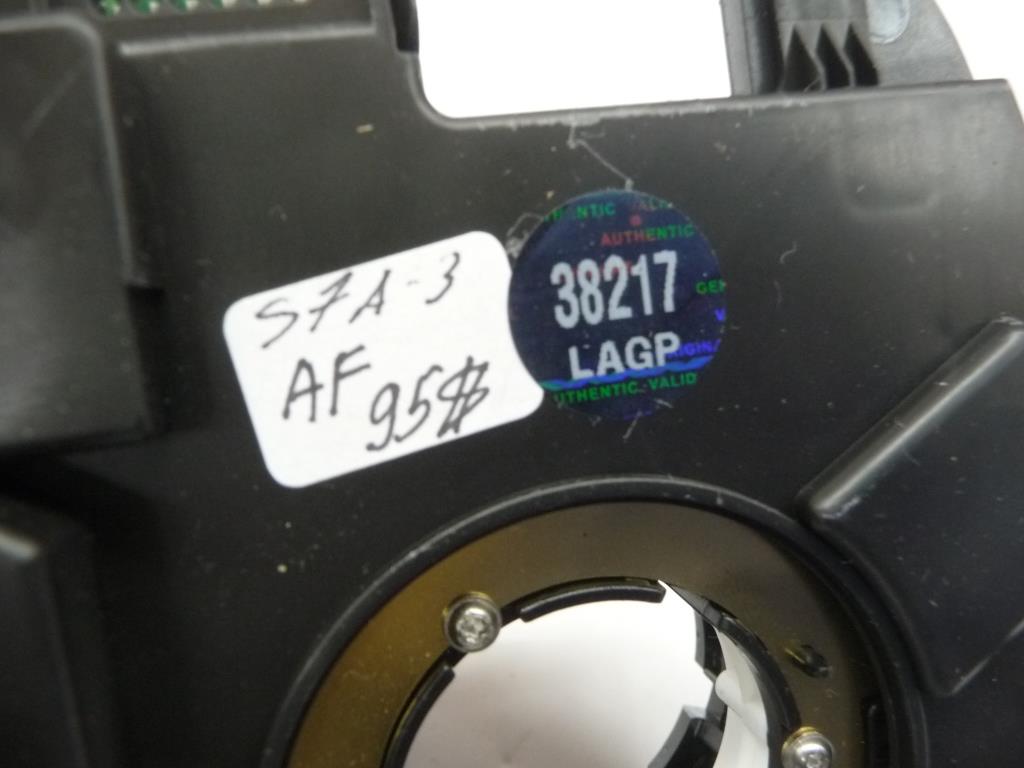 S7A-3
AF 95$
AUTHENTIC
38217
LAGP
AUTHENTIC-VALID